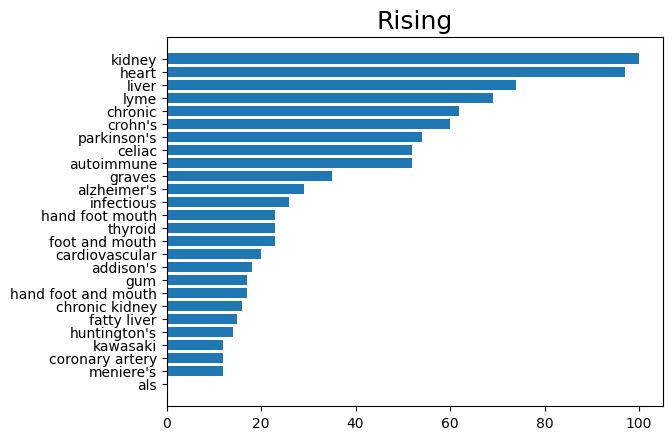 Rising
kidney
heart
liver
lyme
chronic
crohn's
parkinson's
celiac
autoimmune
graves
alzheimer's
infectious
hand foot mouth
thyroid
foot and mouth
cardiovascular
addison's
gum
hand foot and mouth
chronic kidney
fatty liver
huntington's
kawasaki
coronary artery
meniere's
als
0 20 40 60 80 100